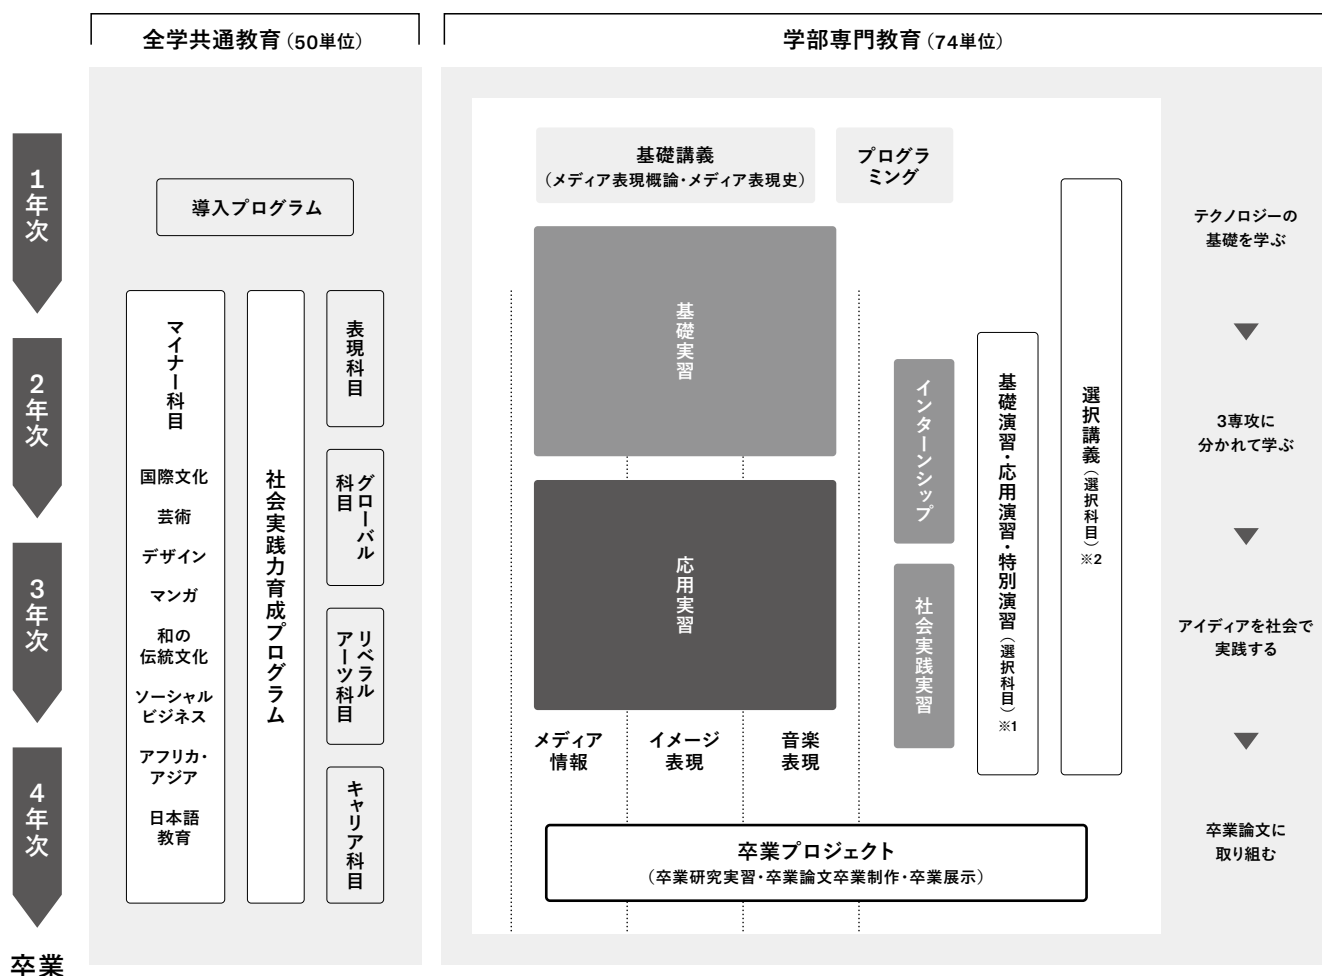 全学共通教育（50単位）
学部専門教育（74単位）
1年次
2年次
3年次
4年次
卒業
導入プログラム
マイナー科目
国際文化
芸術
デザイン
マンガ
和の
伝統文化
ソーシャル
ビジネス
アフリカ・
アジア
日本語
教育
社会実践力育成プログラム
表現科目
グローバル
科目
リベラル
アーツ科目
キャリア科目
基礎講義
（メディア表現概論・メディア表現史）
プログラ
ミング
基礎実習
応用実習
メディア
情報
イメージ
表現
音楽
表現
インターンシップ
社会実践実習
基礎演習・応用演習・特別演習（選択科目）※1
選択講義（選択科目）※2
卒業プロジェクト
（卒業研究実習・卒業論文卒業制作・卒業展示）
テクノロジーの
基礎を学ぶ
3専攻に
分かれて学ぶ
アイディアを社会で
実践する
卒業論文に
取り組む